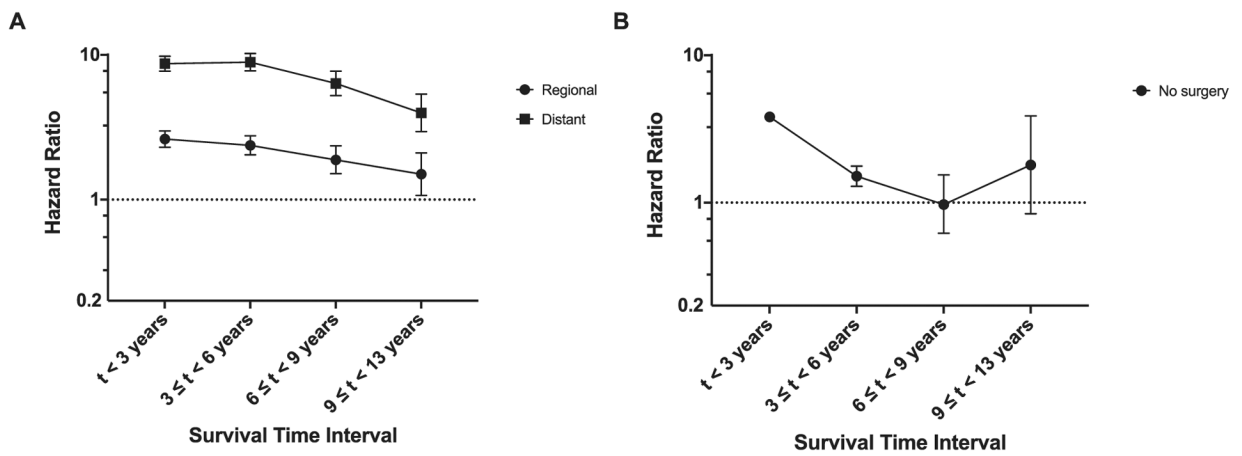 A
Hazard Ratio
10
1
0.2
t < 3 years
3 ≤ t < 6 years
6 ≤ t < 9 years
9 ≤ t < 13 years
Survival Time Interval
Regional
Distant
B
Hazard Ratio
10
1
0.2
t < 3 years
3 ≤ t < 6 years
6 ≤ t < 9 years
9 ≤ t < 13 years
Survival Time Interval
No surgery